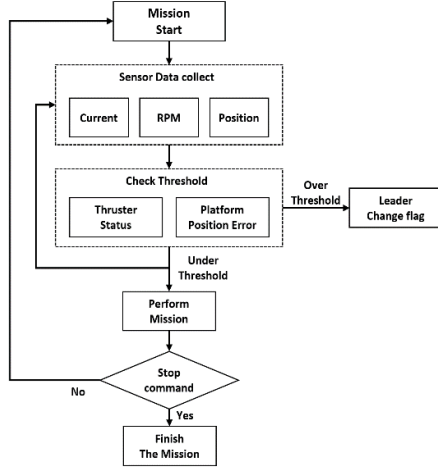 Mission
Start
Sensor Data collect
Current
RPM
Position
Check Threshold
Thruster
Status
Platform
Position Error
Over
Threshold
Leader
Change flag
Under
Threshold
Perform
Mission
Stop
command
No
Yes
Finish
The Mission